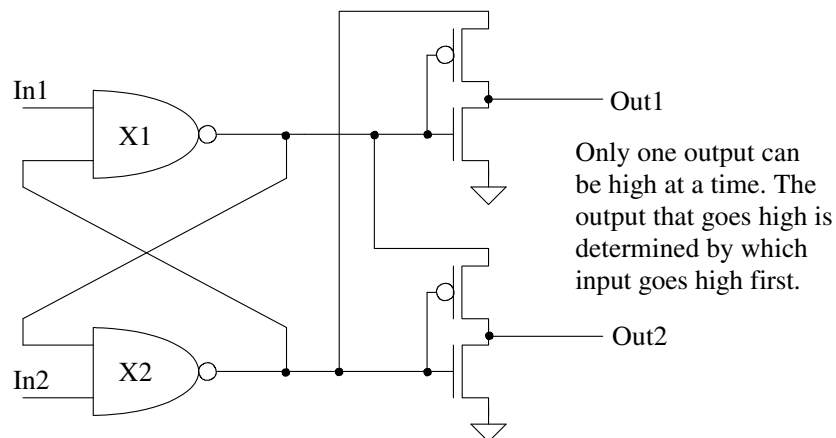 In1
X1
Out1
Only one output can
be high at a time. The
output that goes high is
determined by which
input goes high first.
X2
In2
Out2